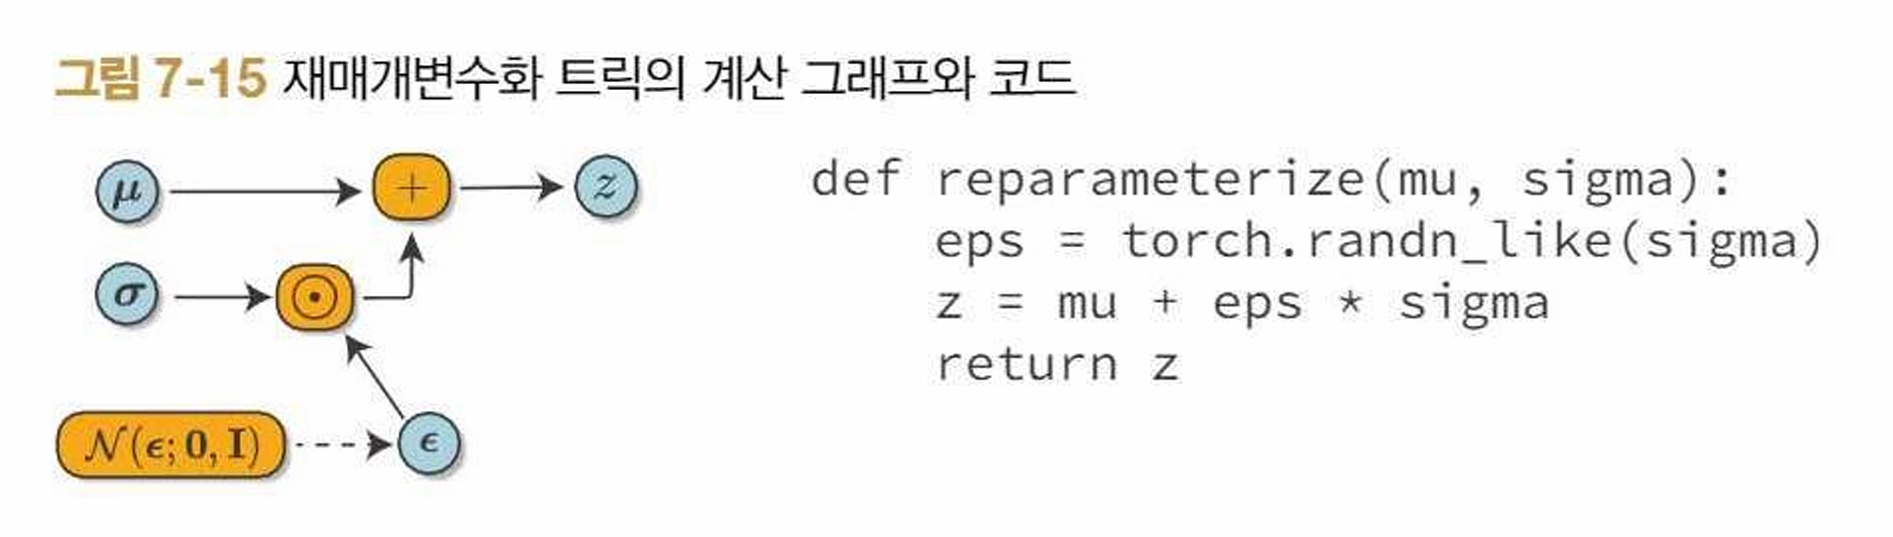 그림 7-15 재매개변수화 트릭의 계산 그래프와 코드
μ
+
z
σ
⊙
𝒩(ϵ; 0, I)
ϵ
def reparameterize(mu, sigma):
    eps = torch.randn_like(sigma)
    z = mu + eps * sigma
    return z